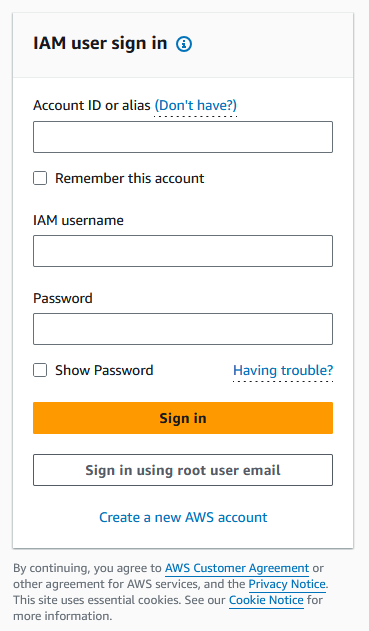 IAM user sign in
Account ID or alias (Don't have?)
Remember this account
IAM username
Password
Show Password
Having trouble?
Sign in
Sign in using root user email
Create a new AWS account
By continuing, you agree to AWS Customer Agreement or
other agreement for AWS services, and the Privacy Notice.
This site uses essential cookies. See our Cookie Notice for
more information.